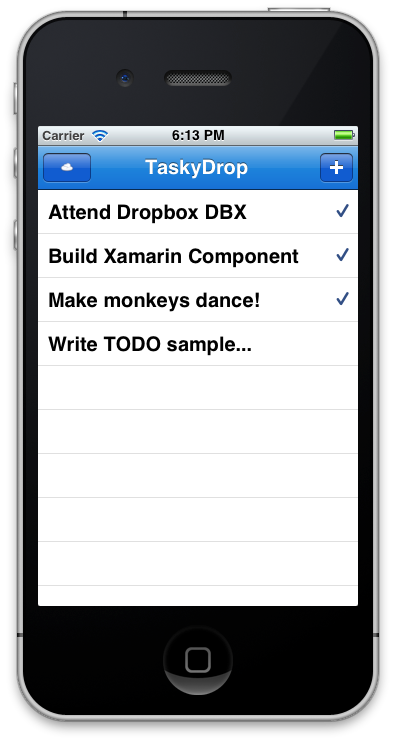 Carrier 6:13 PM
TaskyDrop
Attend Dropbox DBX
Build Xamarin Component
Make monkeys dance!
Write TODO sample...